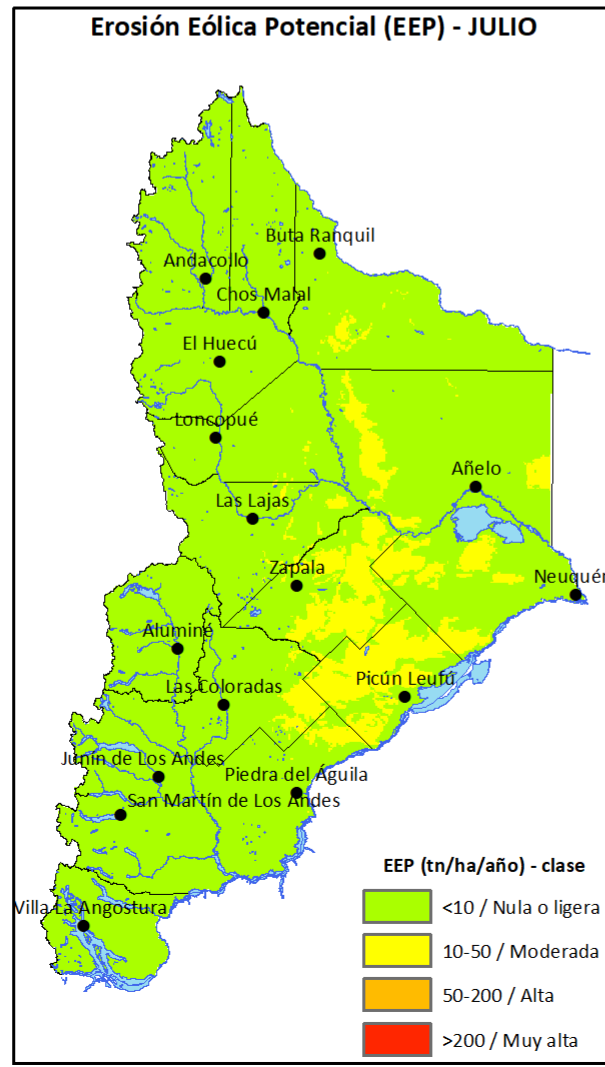 Erosión Eólica Potencial (EEP) - JULIO
Buta Ranquil
Andacollo
Chos Malal
El Huecú
Loncopué
Añelo
Las Lajas
Zapala
Neuquén
Aluminé
Las Coloradas
Picún Leufú
Junín de Los Andes
Piedra del Águila
San Martín de Los Andes
Villa La Angostura
EEP (tn/ha/año) - clase
<10 / Nula o ligera
10-50 / Moderada
50-200 / Alta
>200 / Muy alta